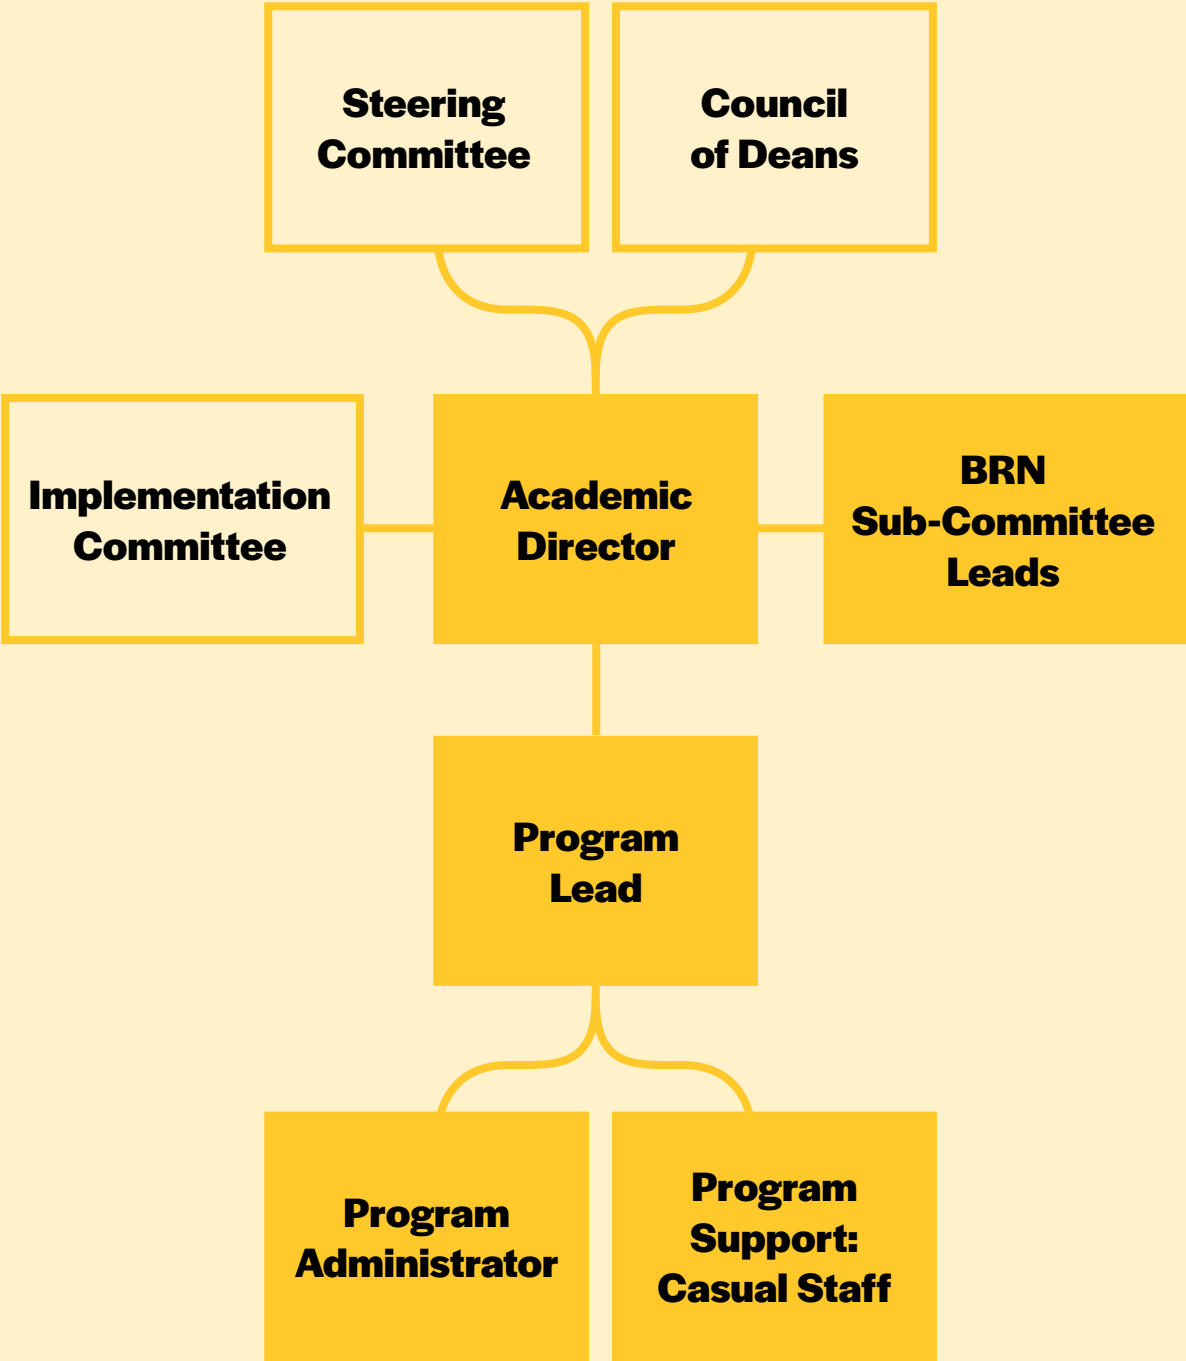 Steering
Committee
Council
of Deans
Implementation
Committee
Academic
Director
BRN
Sub-Committee
Leads
Program
Lead
Program
Administrator
Program
Support:
Casual Staff